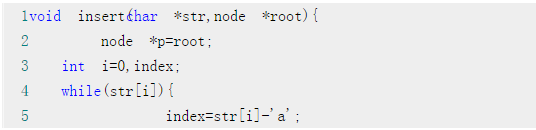 1void insert(char *str,node *root){
2 node *p=root;
3 int i=0,index;
4 while(str[i]){
5 index=str[i]-'a';